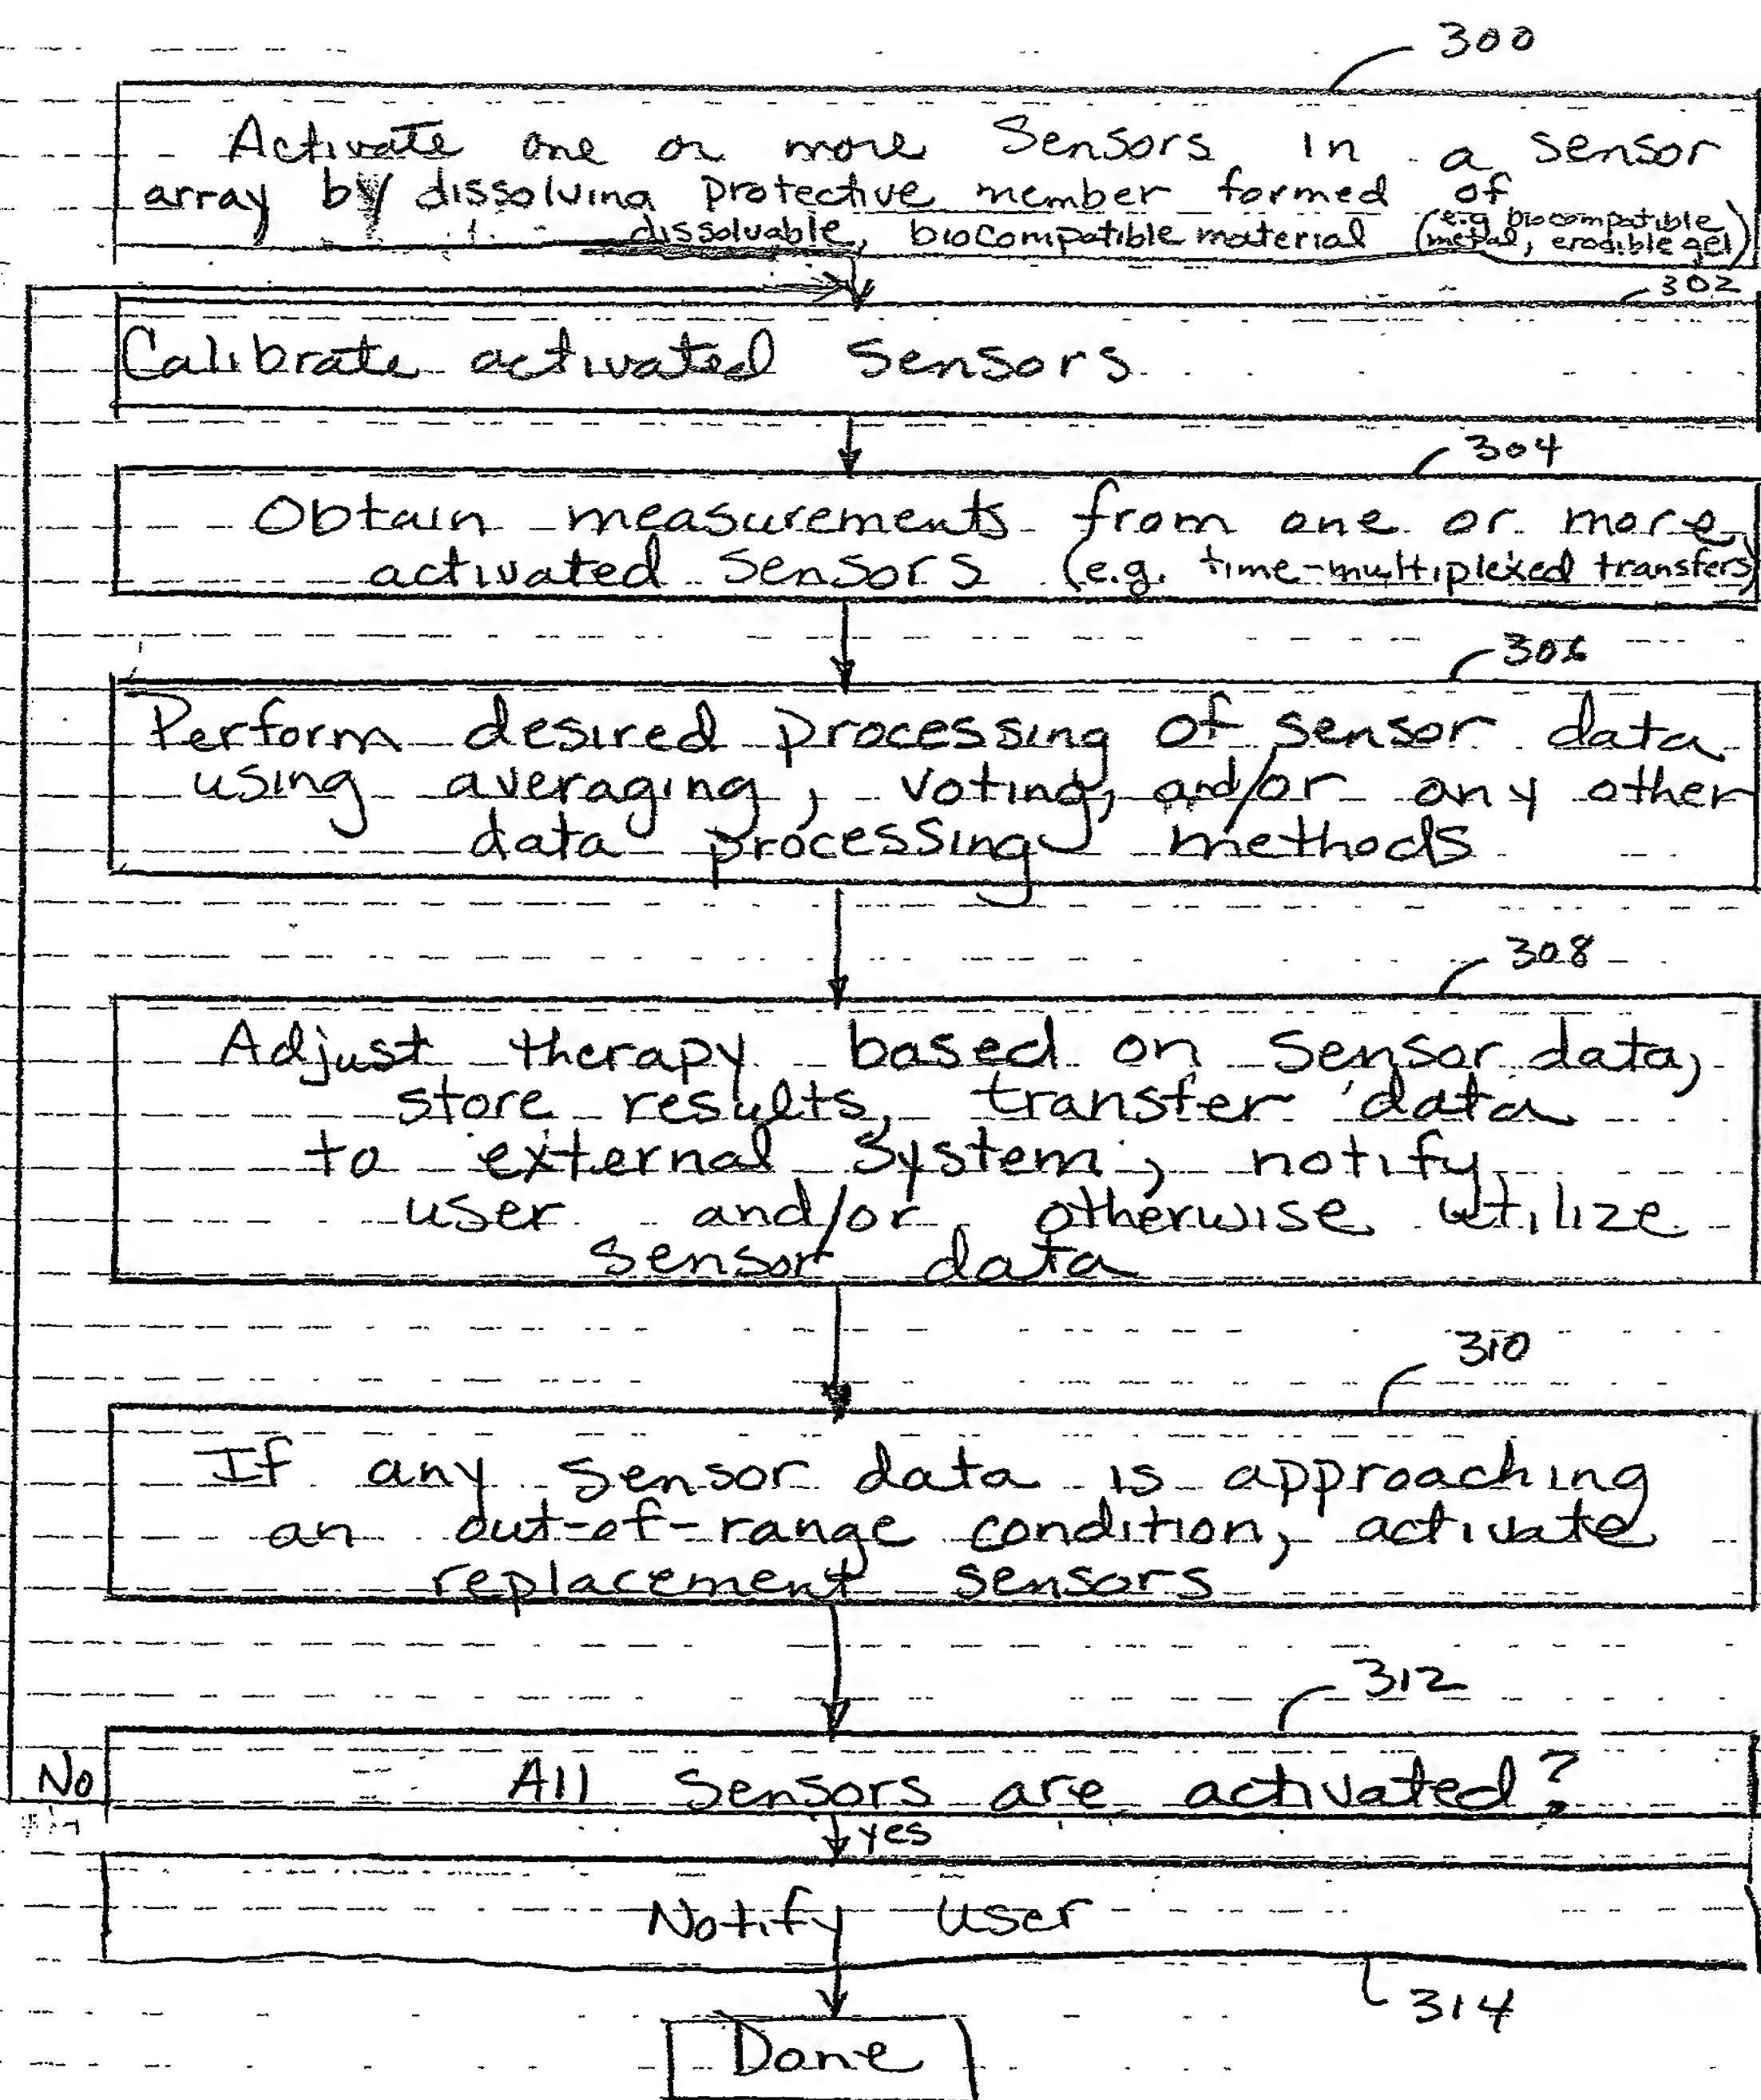 300
Activate one or more Sensors in a sensor
array by dissolving protective member formed of
dissolvable, biocompatible material (e.g. biocompatible
metal, erodible gel)
302
Calibrate activated sensors
304
Obtain measurements from one or more
activated sensors (e.g. time-multiplexed transfers)
306
Perform desired processing of sensor data
using averaging, voting, and/or any other
data processing methods
308
Adjust therapy based on sensor data,
store results, transfer data
to external system, notify
user and/or otherwise utilize
sensor data
310
If any sensor data is approaching
an out-of-range condition, activate
replacement sensors
312
No
All sensors are activated?
yes
Notify user
314
Done